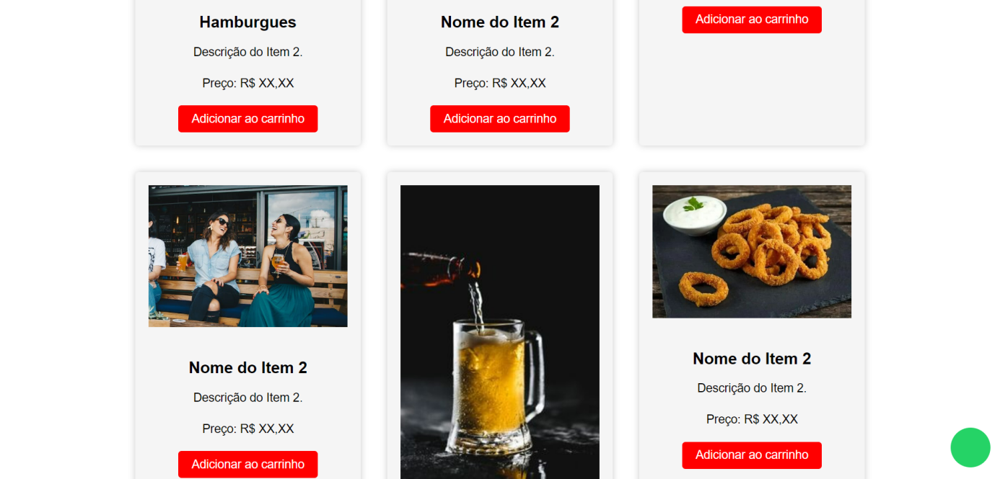 Hamburgues
Descrição do Item 2.
Preço: R$ XX,XX
Adicionar ao carrinho
Nome do Item 2
Descrição do Item 2.
Preço: R$ XX,XX
Adicionar ao carrinho
Adicionar ao carrinho
Nome do Item 2
Descrição do Item 2.
Preço: R$ XX,XX
Adicionar ao carrinho
Nome do Item 2
Descrição do Item 2.
Preço: R$ XX,XX
Adicionar ao carrinho